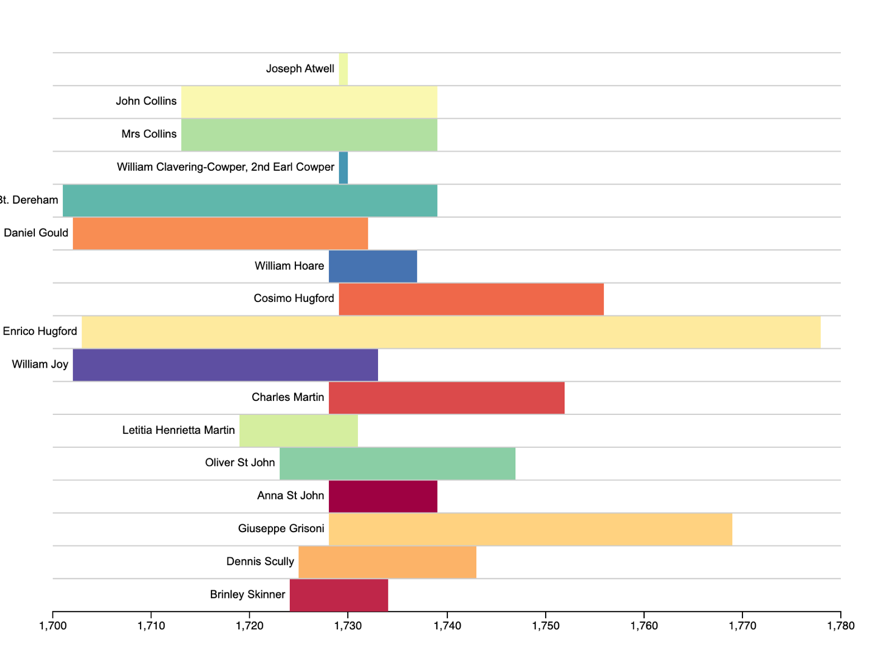 Joseph Atwell
John Collins
Mrs Collins
William Clavering-Cowper, 2nd Earl Cowper
Bt. Dereham
Daniel Gould
William Hoare
Cosimo Hugford
Enrico Hugford
William Joy
Charles Martin
Letitia Henrietta Martin
Oliver St John
Anna St John
Giuseppe Grisoni
Dennis Scully
Brinley Skinner
1,700 1,710 1,720 1,730 1,740 1,750 1,760 1,770 1,780